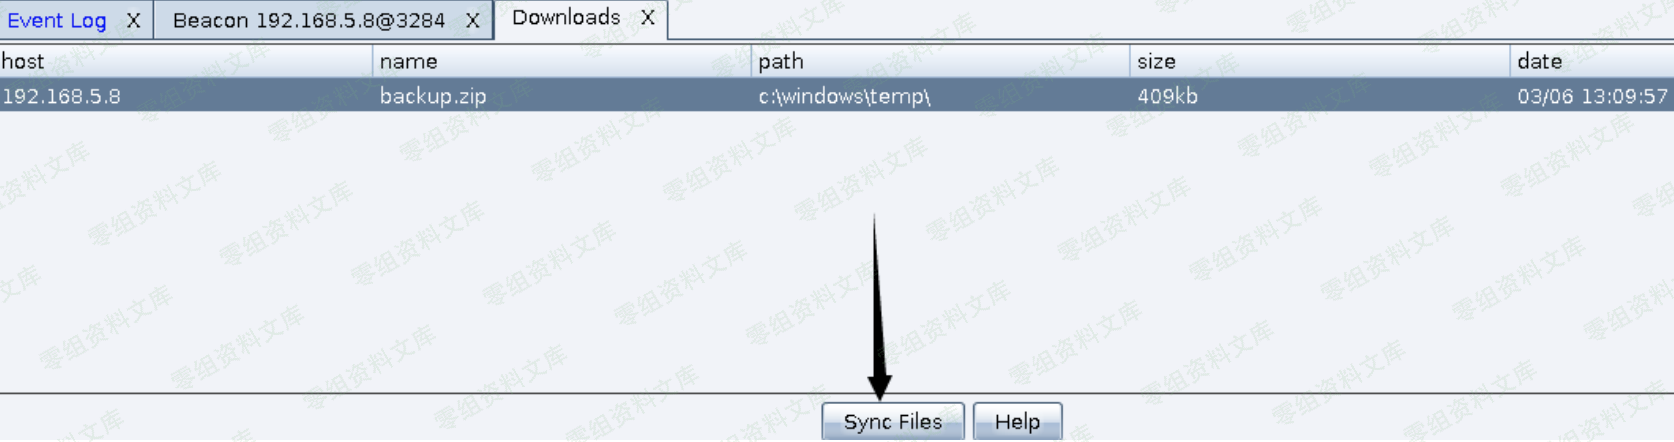 Event Log X Beacon 192.168.5.8@3284 X Downloads X
host name path size date
192.168.5.8 backup.zip c:\windows\temp\ 409kb 03/06 13:09:57
Sync Files Help
零组资料文库